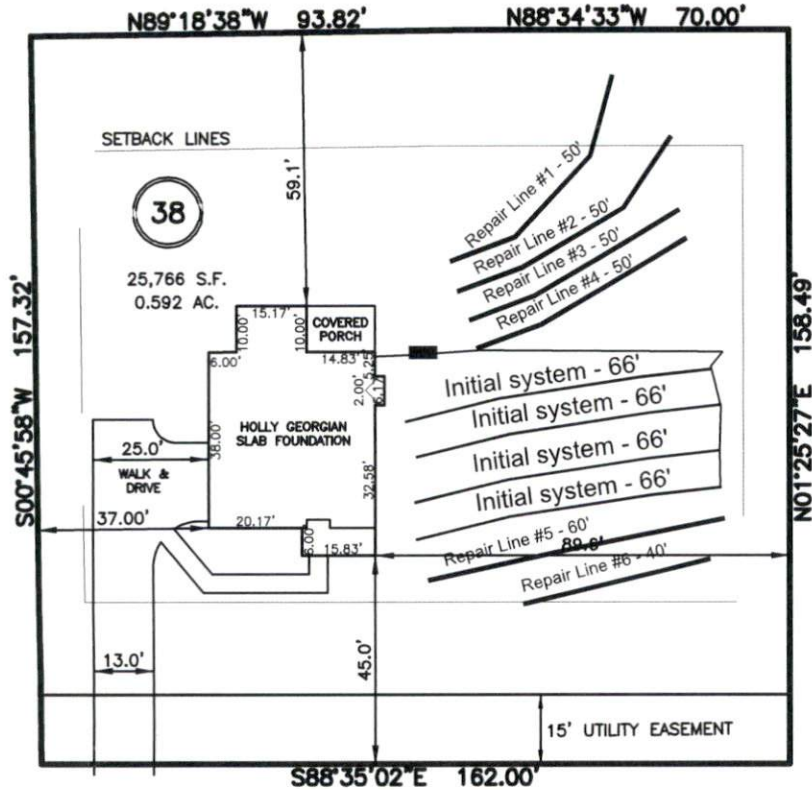 N89°18'38"W 93.82'
N88°34'33"W 70.00'
SETBACK LINES
38
25,766 S.F.
0.592 AC.
59.1'
Repair Line #1 - 50'
Repair Line #2 - 50'
Repair Line #3 - 50'
Repair Line #4 - 50'
S00°45'58"W 157.32'
N01°25'27"E 158.49'
15.17'
10.00'
10.00'
COVERED
PORCH
6.00'
14.83'
5.25'
2.00'
6.17'
HOLLY GEORGIAN
SLAB FOUNDATION
38.00'
32.58'
Initial system - 66'
Initial system - 66'
Initial system - 66'
Initial system - 66'
25.0'
WALK &
DRIVE
37.00'
20.17'
6.00'
15.83'
Repair Line #5 - 60'
89.6'
Repair Line #6 - 40'
13.0'
45.0'
15' UTILITY EASEMENT
S88°35'02"E 162.00'